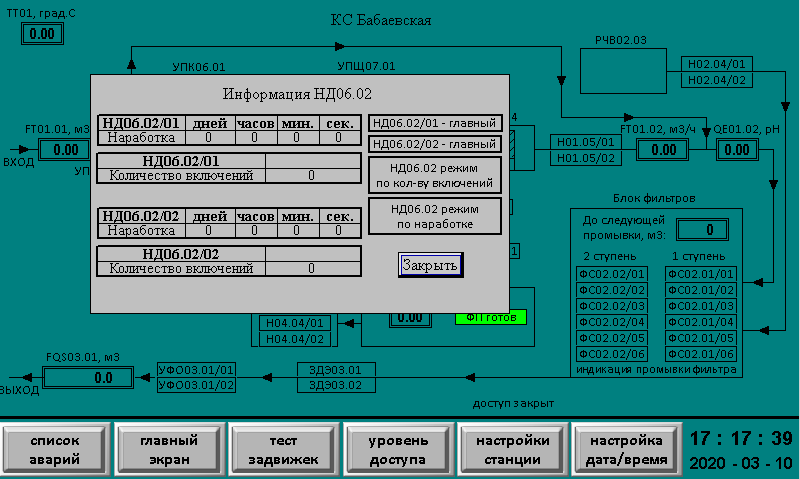 ТТ01, град.С
0.00
КС Бабаевская
РЧВ02.03
УПК06.01
УПЩ07.01
Н02.04/01
Н02.04/02
Информация НД06.02
НД06.02/01 дней часов мин. сек.
Наработка 0 0 0 0
НД06.02/01
Количество включений 0
НД06.02/02 дней часов мин. сек.
Наработка 0 0 0 0
НД06.02/02
Количество включений 0
НД06.02/01 - главный
НД06.02/02 - главный
НД06.02 режим
по кол-ву включений
НД06.02 режим
по наработке
Закрыть
FT01.01, м3
0.00
ВХОД
УП
4
1
Н01.05/01
Н01.05/02
FT01.02, м3/ч
0.00
QE01.02, pH
0.00
Блок фильтров
До следующей
промывки, м3:
0
2 ступень 1 ступень
ФС02.02/01 ФС02.01/01
ФС02.02/02 ФС02.01/02
ФС02.02/03 ФС02.01/03
ФС02.02/04 ФС02.01/04
ФС02.02/05 ФС02.01/05
ФС02.02/06 ФС02.01/06
индикация промывки фильтра
0.00
ФП готов
Н04.04/01
Н04.04/02
FQS03.01, м3
0.0
ВЫХОД
УФО03.01/01
УФО03.01/02
ЗДЭ03.01
ЗДЭ03.02
доступ закрыт
список
аварий
главный
экран
тест
задвижек
уровень
доступа
настройки
станции
настройка
дата/время
17 : 17 : 39
2020 - 03 - 10